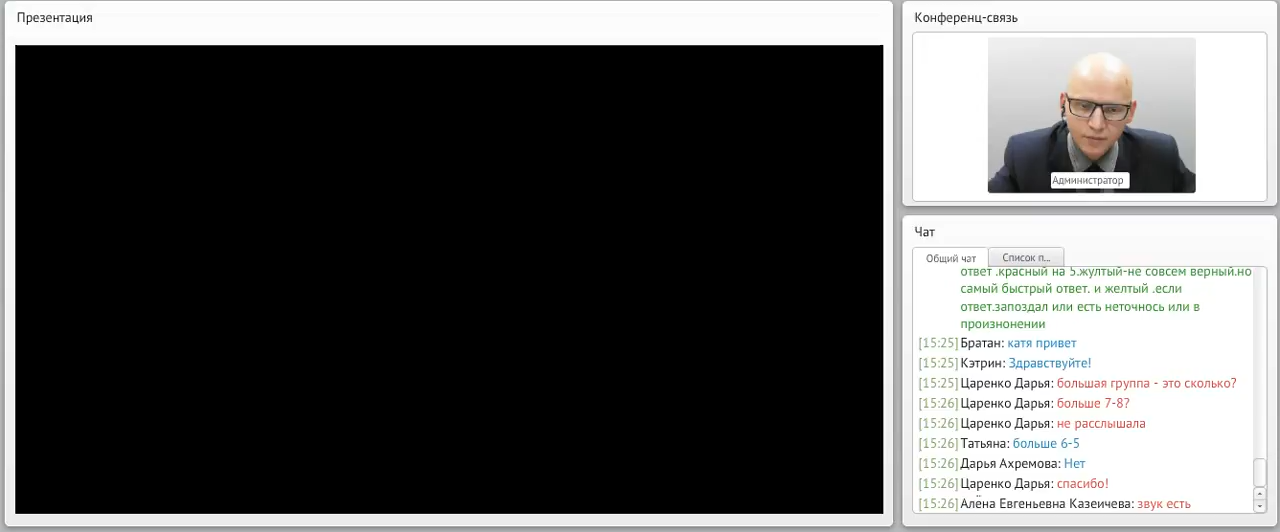 Презентация
Конференц-связь
Администратор
Чат
Общий чат
Список п...
ответ .красный на 5.жултый-не совсем верный.но
самый быстрый ответ. и желтый .если
ответ.запоздал или есть неточнось или в
произнонении
[15:25] Братан: катя привет
[15:25] Кэтрин: Здравствуйте!
[15:25] Царенко Дарья: большая группа - это сколько?
[15:26] Царенко Дарья: больше 7-8?
[15:26] Царенко Дарья: не расслышала
[15:26] Татьяна: больше 6-5
[15:26] Дарья Ахремова: Нет
[15:26] Царенко Дарья: спасибо!
[15:26] Алёна Евгеньевна Казеичева: звук есть